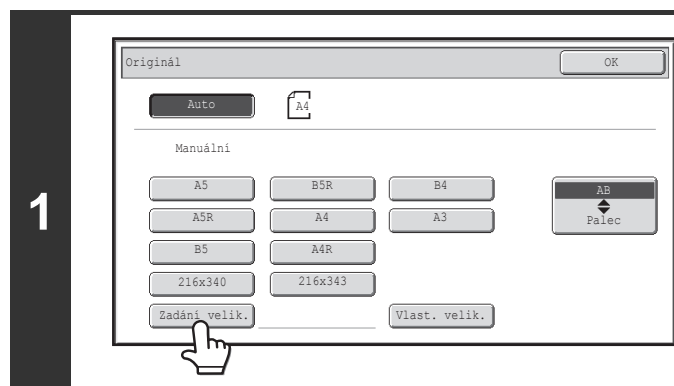 1
Originál OK
Auto A4
Manuální
A5 B5R B4 AB
A5R A4 A3 Palec
B5 A4R
216x340 216x343
Zadání velik. Vlast. velik.